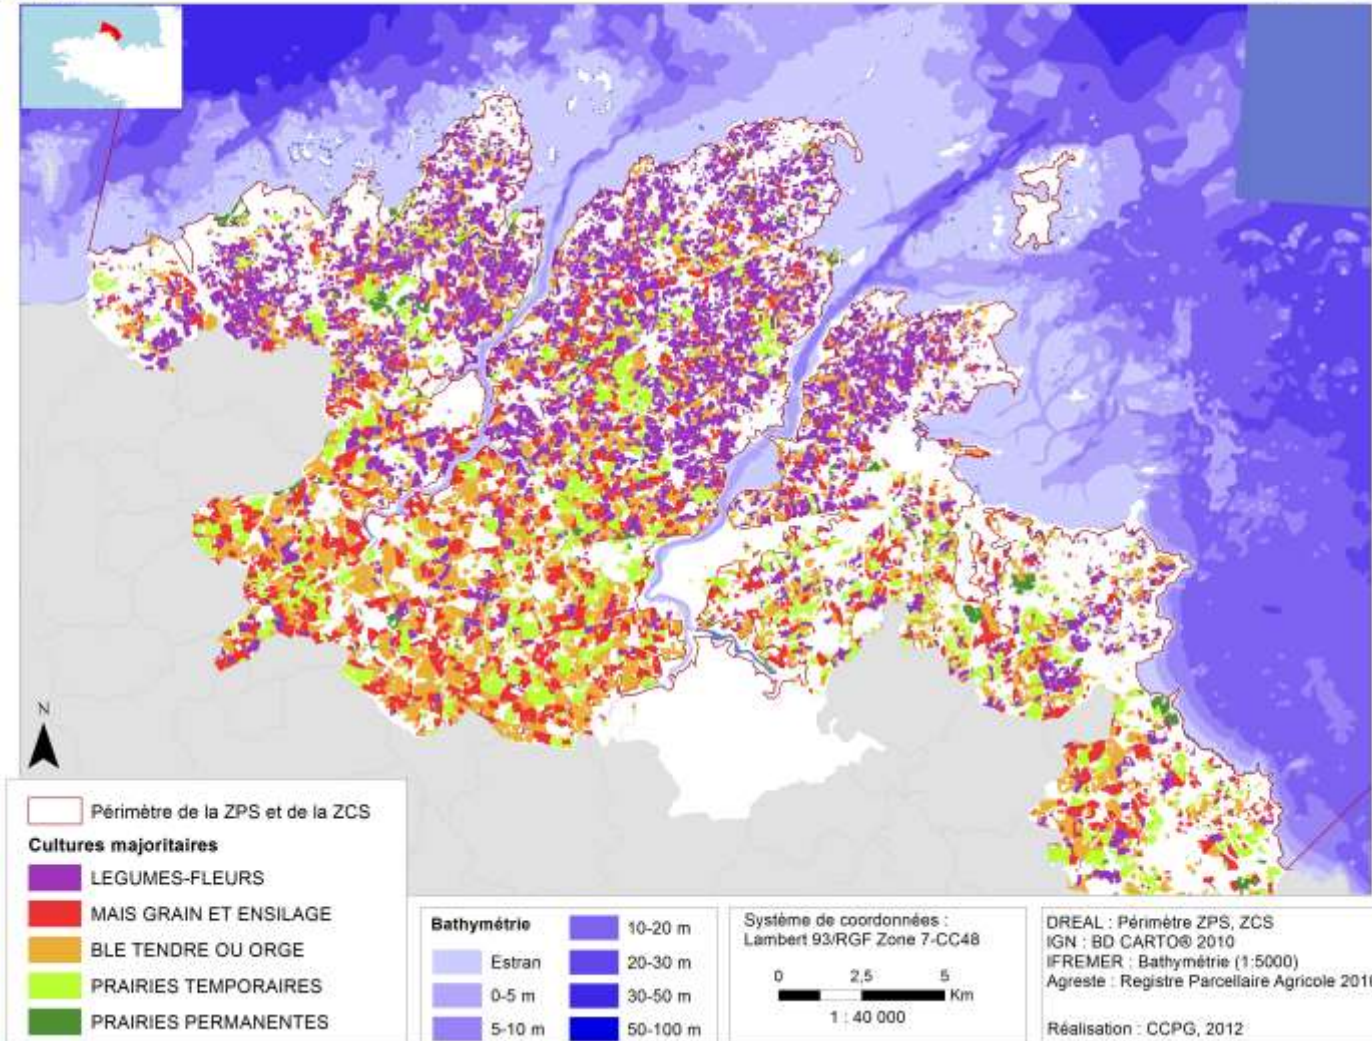 N
Périmètre de la ZPS et de la ZCS
Cultures majoritaires
LEGUMES-FLEURS
MAIS GRAIN ET ENSILAGE
BLE TENDRE OU ORGE
PRAIRIES TEMPORAIRES
PRAIRIES PERMANENTES
Bathymétrie
Estran
0-5 m
5-10 m
10-20 m
20-30 m
30-50 m
50-100 m
Système de coordonnées :
Lambert 93/RGF Zone 7-CC48
0 2,5 5
Km
1 : 40 000
DREAL : Périmètre ZPS, ZCS
IGN : BD CARTO® 2010
IFREMER : Bathymétrie (1:5000)
Agreste : Registre Parcellaire Agricole
Réalisation : CCPG, 2012